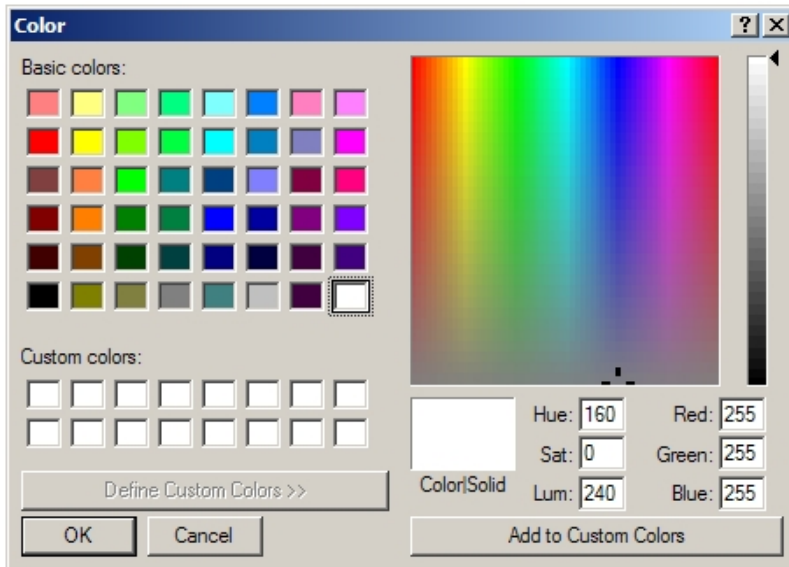 Color
Basic colors:
Custom colors:
Define Custom Colors >>
OK
Cancel
Color|Solid
Hue: 160
Sat: 0
Lum: 240
Red: 255
Green: 255
Blue: 255
Add to Custom Colors